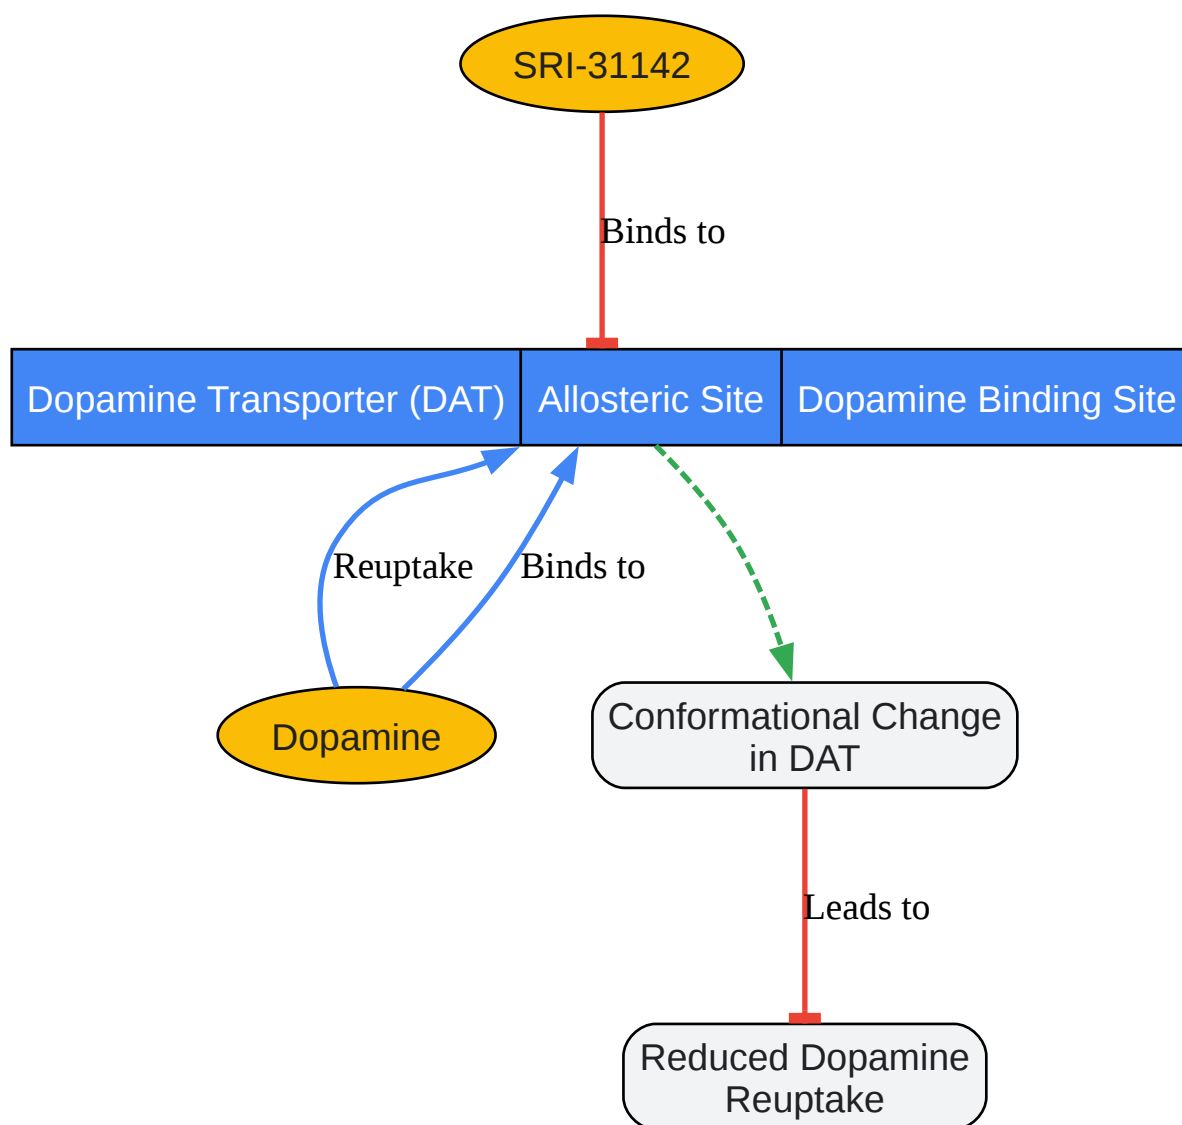 SRI-31142
Binds to
Dopamine Transporter (DAT)
Allosteric Site
Dopamine Binding Site
Reuptake
Binds to
Dopamine
Conformational Change
in DAT
Leads to
Reduced Dopamine
Reuptake